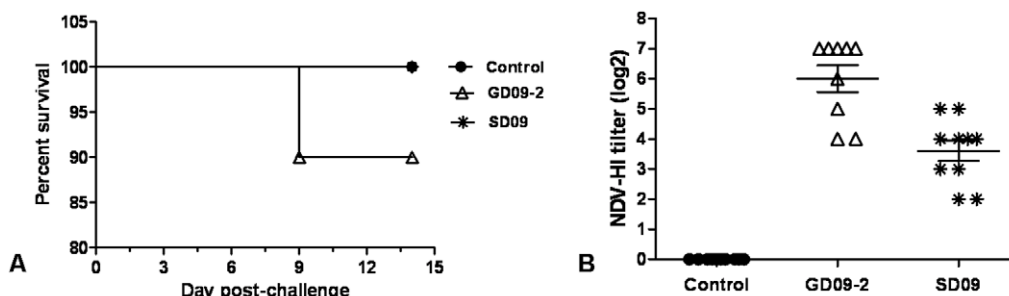 105
100
95
90
85
80
Percent survival
0 3 6 9 12 15
Day post-challenge
Control
GD09-2
SD09
A
8
7
6
5
4
3
2
1
0
NDV-HI tilter (log2)
Control GD09-2 SD09
B